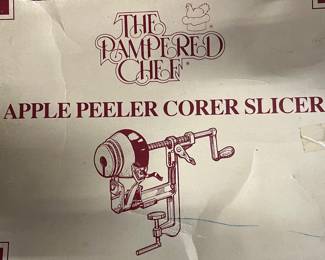 THE
PAMPERED
CHEF®
APPLE PEELER CORER SLICER